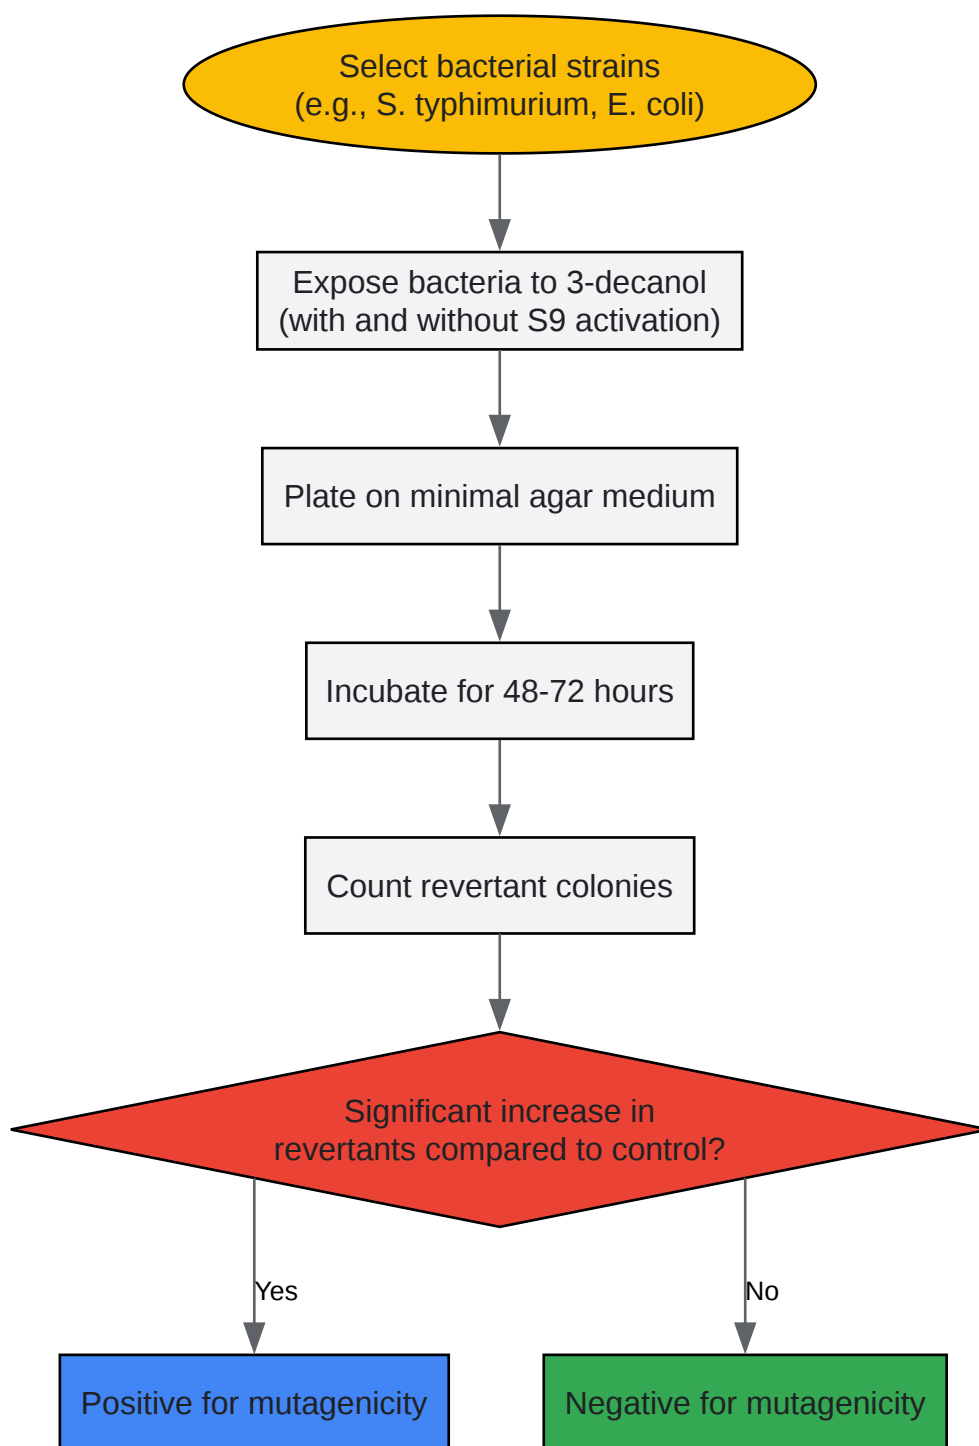 Select bacterial strains
(e.g., S. typhimurium, E. coli)
Expose bacteria to 3-decanol
(with and without S9 activation)
Plate on minimal agar medium
Incubate for 48-72 hours
Count revertant colonies
Significant increase in
revertants compared to control?
Yes
No
Positive for mutagenicity
Negative for mutagenicity